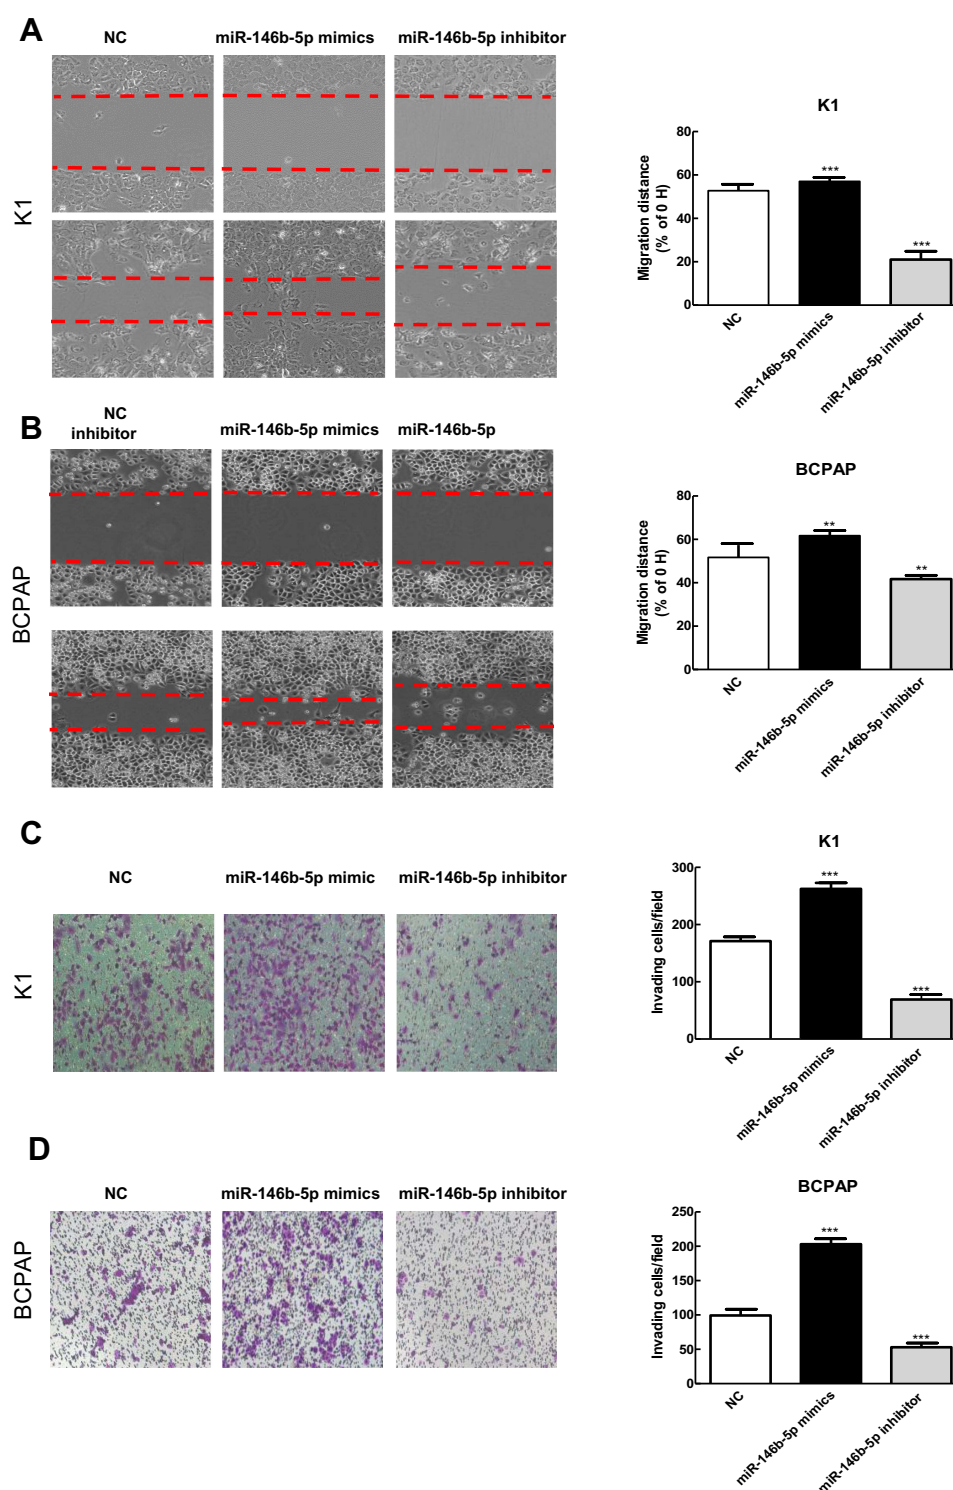 A
NC miR-146b-5p mimics miR-146b-5p inhibitor
K1
K1
80
60
40
20
0
Migration distance
(% of 0 H)
***
***
NC
miR-146b-5p mimics
miR-146b-5p inhibitor
B
NC
inhibitor miR-146b-5p mimics miR-146b-5p
BCPAP
BCPAP
80
60
40
20
0
Migration distance
(% of 0 H)
**
**
NC
miR-146b-5p mimics
miR-146b-5p inhibitor
C
NC miR-146b-5p mimic miR-146b-5p inhibitor
K1
K1
300
200
100
0
Invading cells/field
***
***
NC
miR-146b-5p mimics
miR-146b-5p inhibitor
D
NC miR-146b-5p mimics miR-146b-5p inhibitor
BCPAP
BCPAP
250
200
150
100
50
0
Invading cells/field
***
***
NC
miR-146b-5p mimics
miR-146b-5p inhibitor